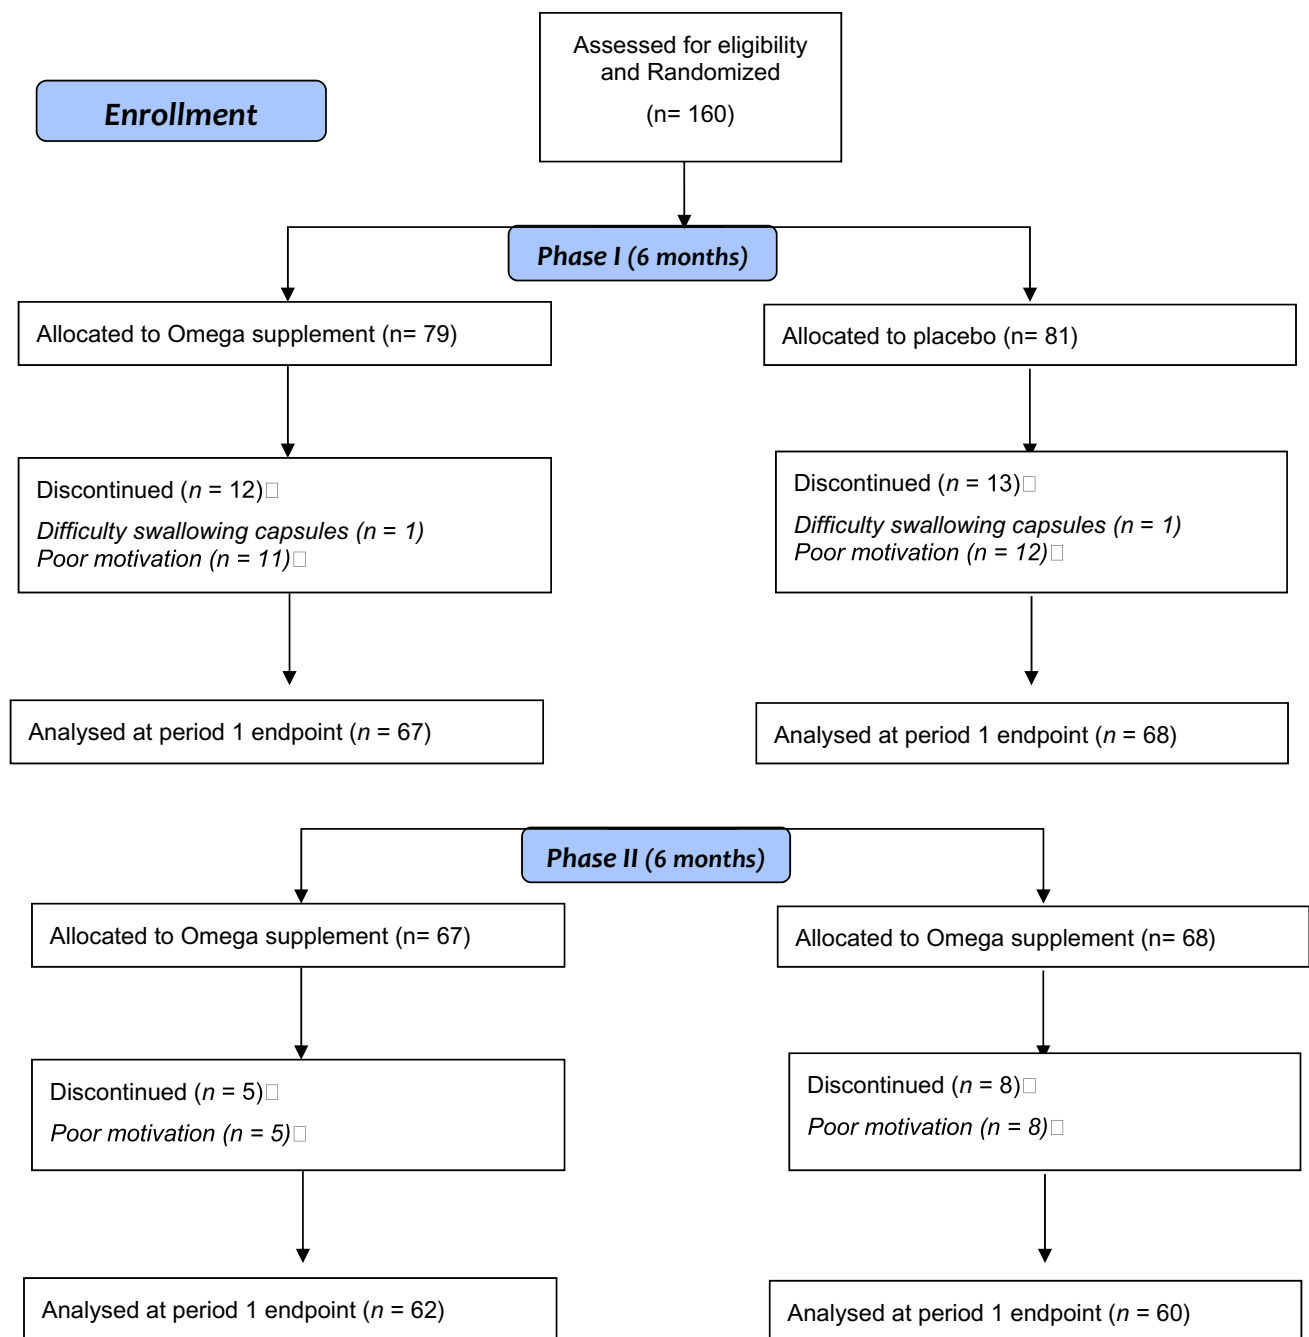 Assessed for eligibility
and Randomized
(n= 160)
Enrollment
Phase I (6 months)
Allocated to Omega supplement (n= 79)
Allocated to placebo (n= 81)
Discontinued (n = 12)□
Difficulty swallowing capsules (n = 1)
Poor motivation (n = 11)□
Discontinued (n = 13)□
Difficulty swallowing capsules (n = 1)
Poor motivation (n = 12)□
Analysed at period 1 endpoint (n = 67)
Analysed at period 1 endpoint (n = 68)
Phase II (6 months)
Allocated to Omega supplement (n= 67)
Allocated to Omega supplement (n= 68)
Discontinued (n = 5)□
Poor motivation (n = 5)□
Discontinued (n = 8)□
Poor motivation (n = 8)□
Analysed at period 1 endpoint (n = 62)
Analysed at period 1 endpoint (n = 60)